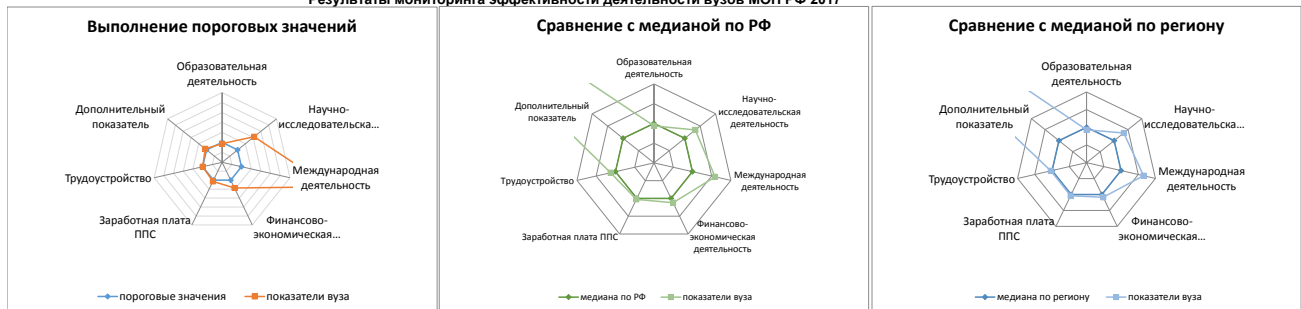 Результаты мониторинга эффективности деятельности вузов МОН РФ 2017
Выполнение пороговых значений
Образовательная
деятельность
Научно-
исследовательска...
Международная
деятельность
Финансово-
экономическая...
Заработная плата
ППС
Трудоустройство
Дополнительный
показатель
пороговые значения
показатели вуза
Сравнение с медианой по РФ
Образовательная
деятельность
Научно-
исследовательская
деятельность
Международная
деятельность
Финансово-
экономическая
деятельность
Заработная плата ППС
Трудоустройство
Дополнительный
показатель
медиана по РФ
показатели вуза
Сравнение с медианой по региону
Образовательная
деятельность
Научно-
исследовательска...
Международная
деятельность
Финансово-
экономическая...
Заработная плата
ППС
Трудоустройство
Дополнительный
показатель
медиана по региону
показатели вуза